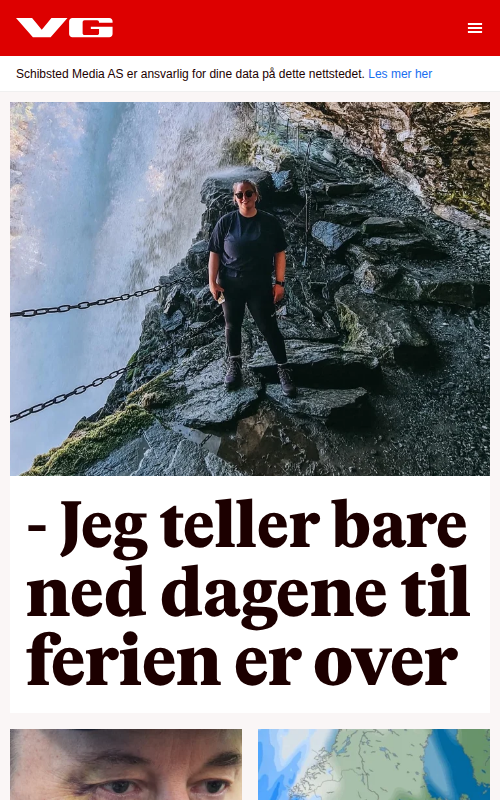 VG
Schibsted Media AS er ansvarlig for dine data på dette nettstedet. Les mer her
- Jeg teller bare
ned dagene til
ferien er over